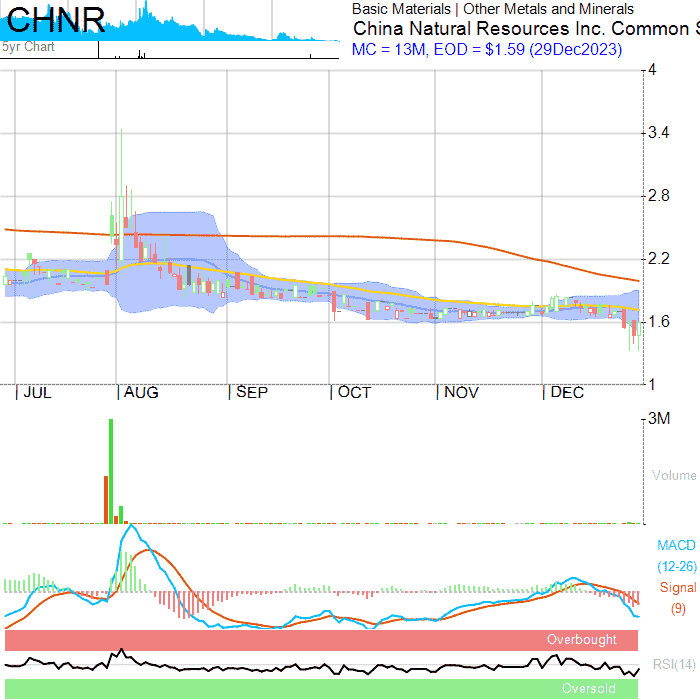 CHNR
5yr Chart
Basic Materials | Other Metals and Minerals
China Natural Resources Inc. Common S
MC = 13M, EOD = $1.59 (29Dec2023)
4
3.4
2.8
2.2
1.6
1
| JUL | AUG | SEP | OCT | NOV | DEC
3M
Volume
MACD
(12-26)
Signal
(9)
Overbought
RSI(14)
Oversold